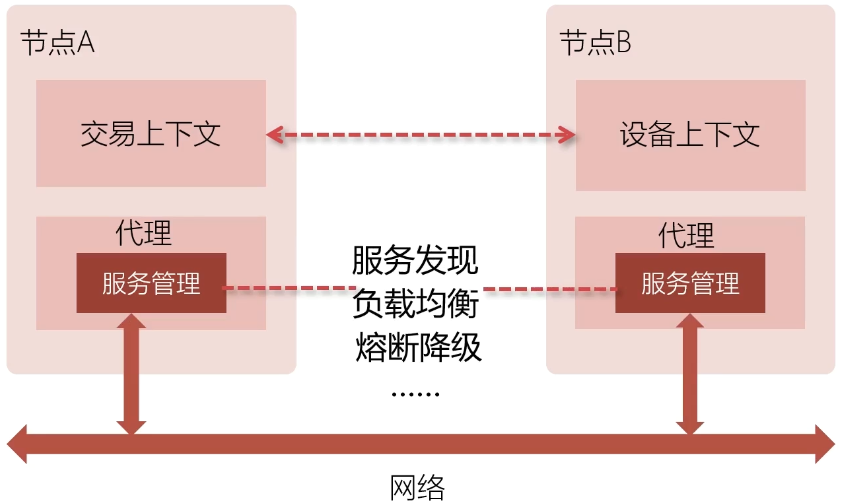 节点A
节点B
交易上下文
设备上下文
代理
代理
服务管理
服务管理
服务发现
负载均衡
熔断降级
......
网络